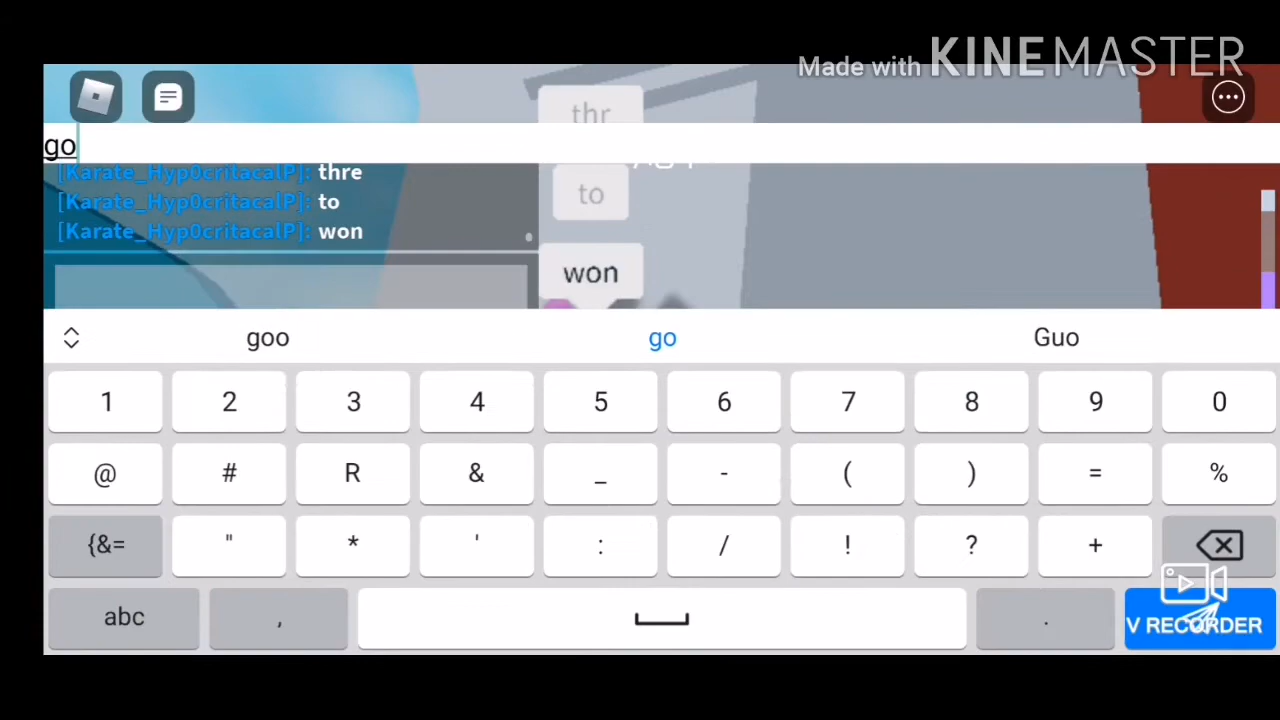 Made with KINEMASTER
thr
go
[Karate_Hyp0critacalP]: thre
[Karate_Hyp0critacalP]: to
[Karate_Hyp0critacalP]: won
to
won
goo go Guo
1 2 3 4 5 6 7 8 9 0
@ # R & _ - ( ) = %
{&= " * ' : / ! ? +
abc , .
V RECORDER